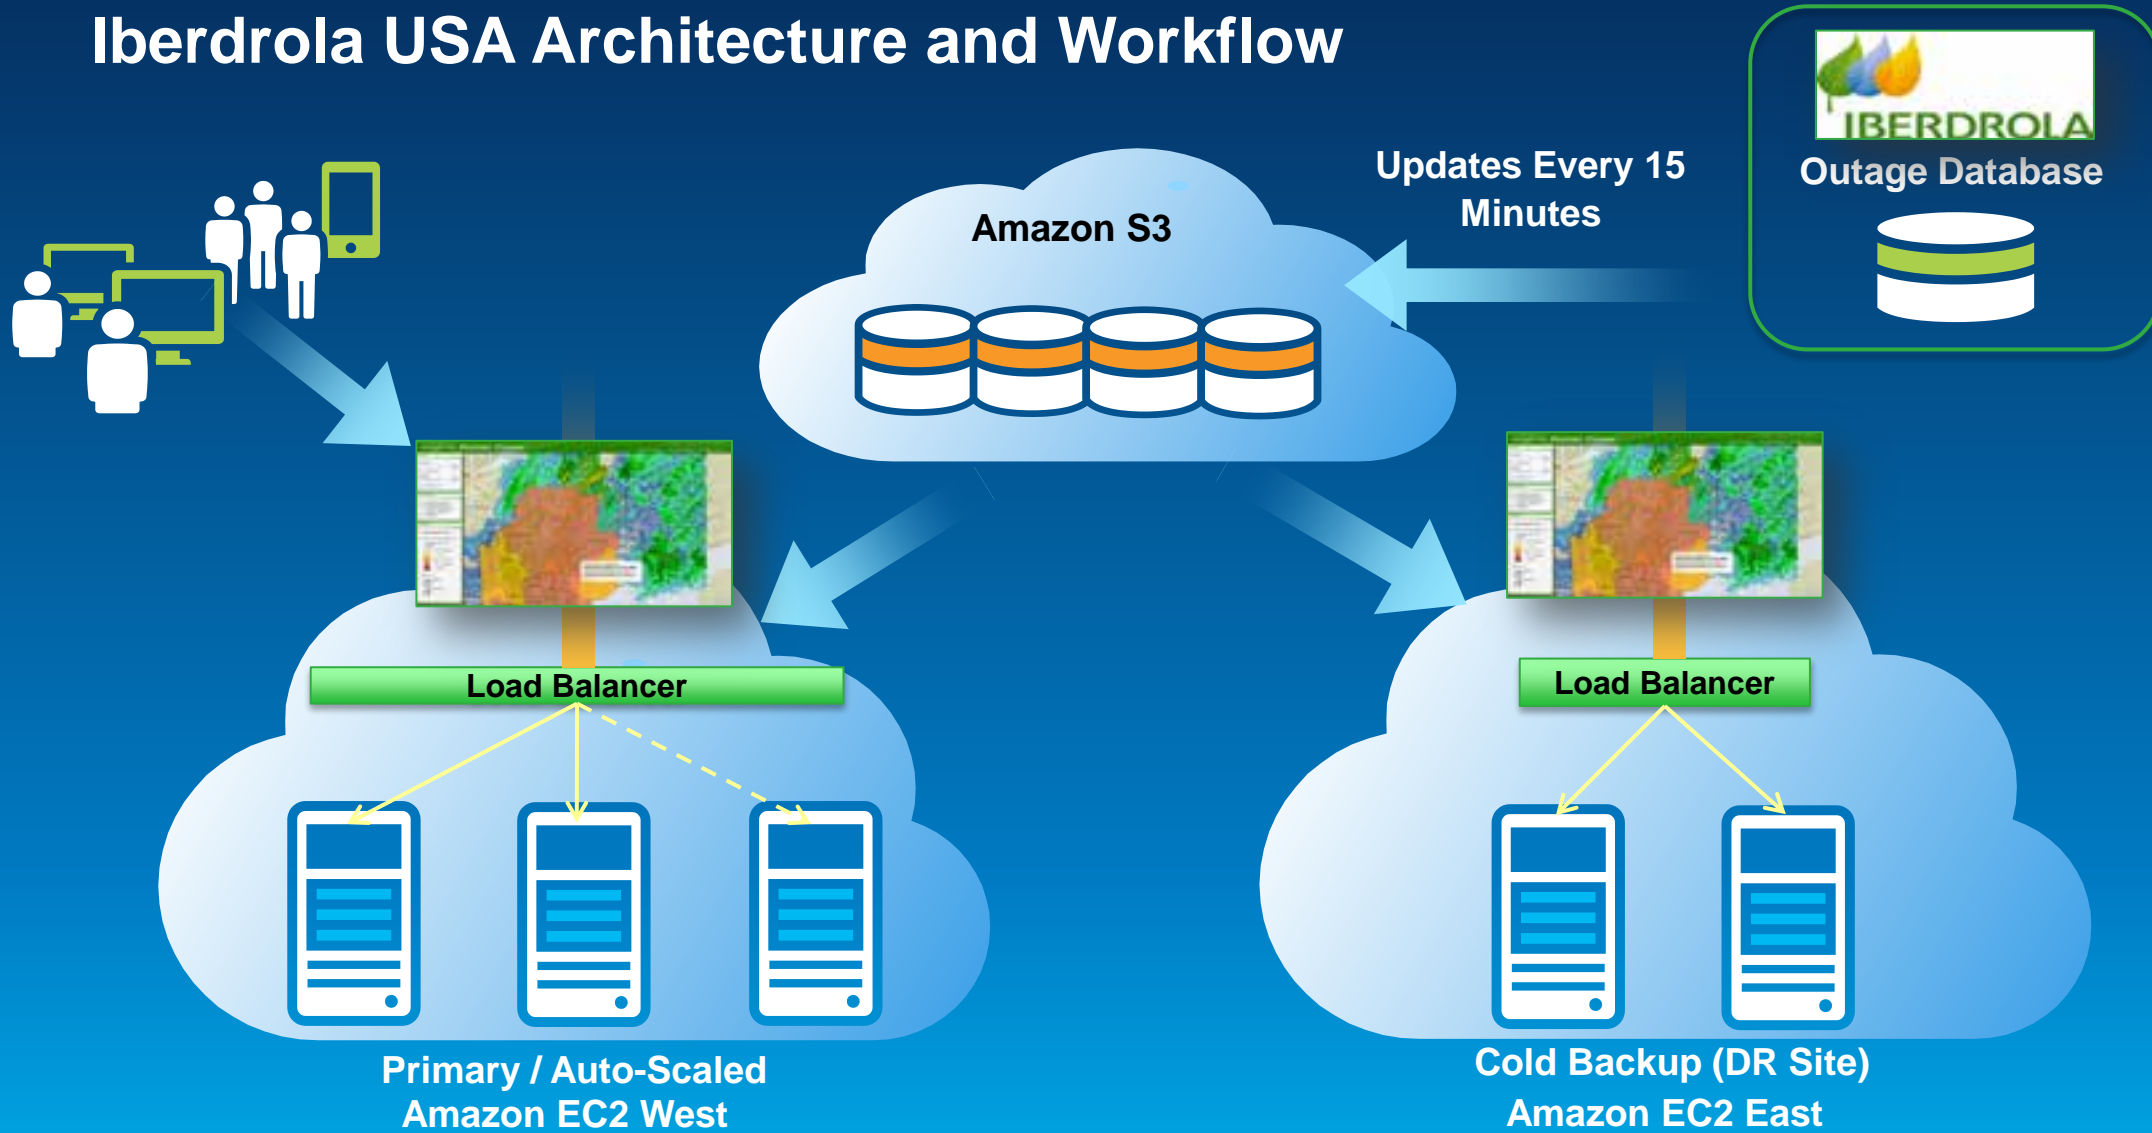 Iberdrola USA Architecture and Workflow
IBERDROLA
Outage Database
Updates Every 15
Minutes
Amazon S3
Load Balancer
Load Balancer
Primary / Auto-Scaled
Amazon EC2 West
Cold Backup (DR Site)
Amazon EC2 East